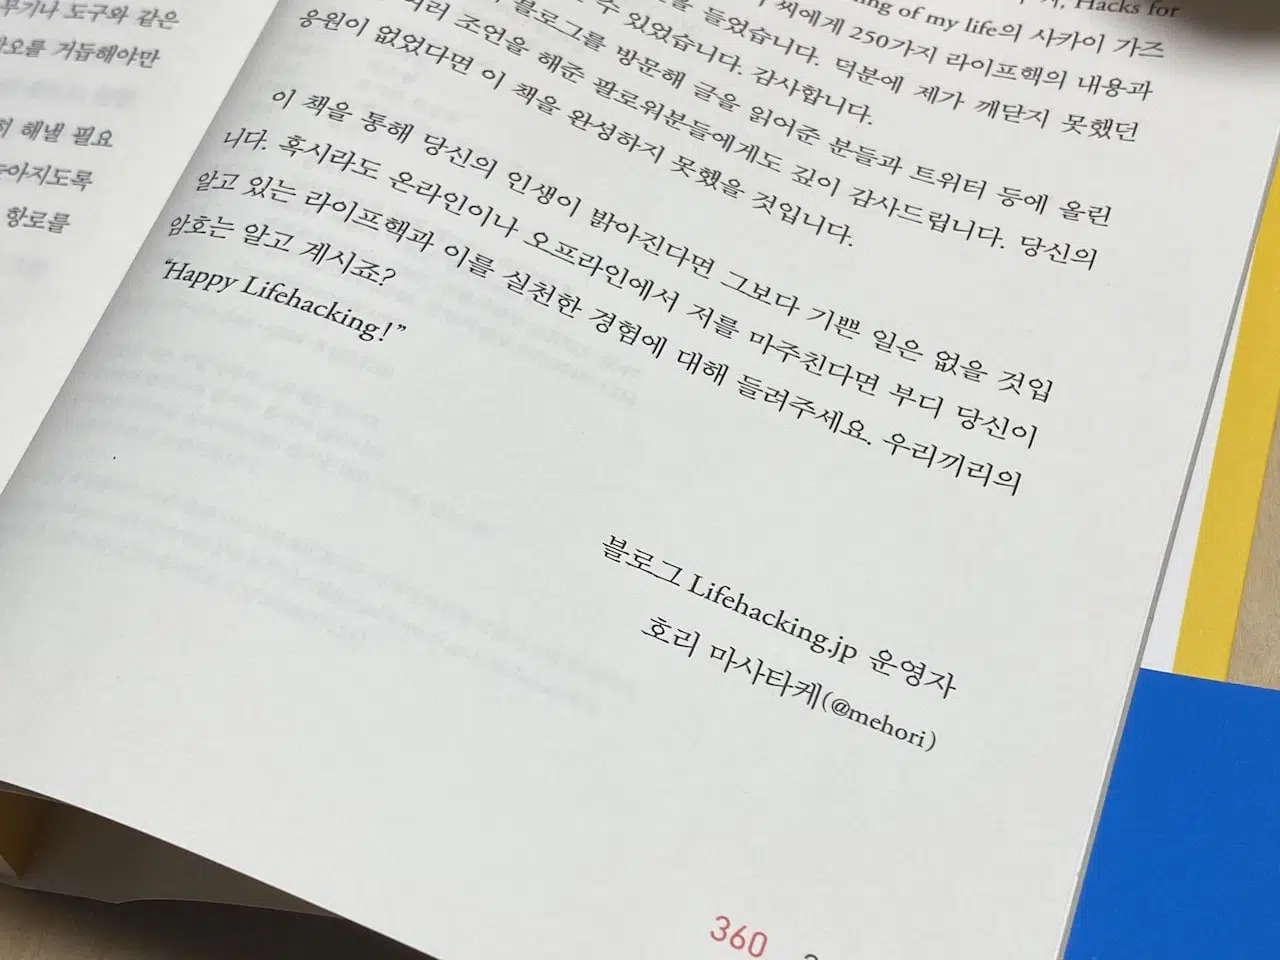 무기나 도구와 같은
오를 거듭해야만
해낼 필요
아지도록
항로를
Hacks for
of my life의 사카이 가즈
씨에게 250가지 라이프핵의 내용과
들었습니다. 덕분에 제가 깨닫지 못했던
수 있었습니다. 감사합니다.
블로그를 방문해 글을 읽어준 분들과 트위터 등에 올린
조언을 해준 팔로워분들에게도 깊이 감사드립니다. 당신의
응원이 없었다면 이 책을 완성하지 못했을 것입니다.
이 책을 통해 당신의 인생이 밝아진다면 그보다 기쁜 일은 없을 것입
니다. 혹시라도 온라인이나 오프라인에서 저를 마주친다면 부디 당신이
알고 있는 라이프핵과 이를 실천한 경험에 대해 들려주세요. 우리끼리의
암호는 알고 계시죠?
“Happy Lifehacking!”
블로그 Lifehacking.jp 운영자
호리 마사타케(@mehori)
360